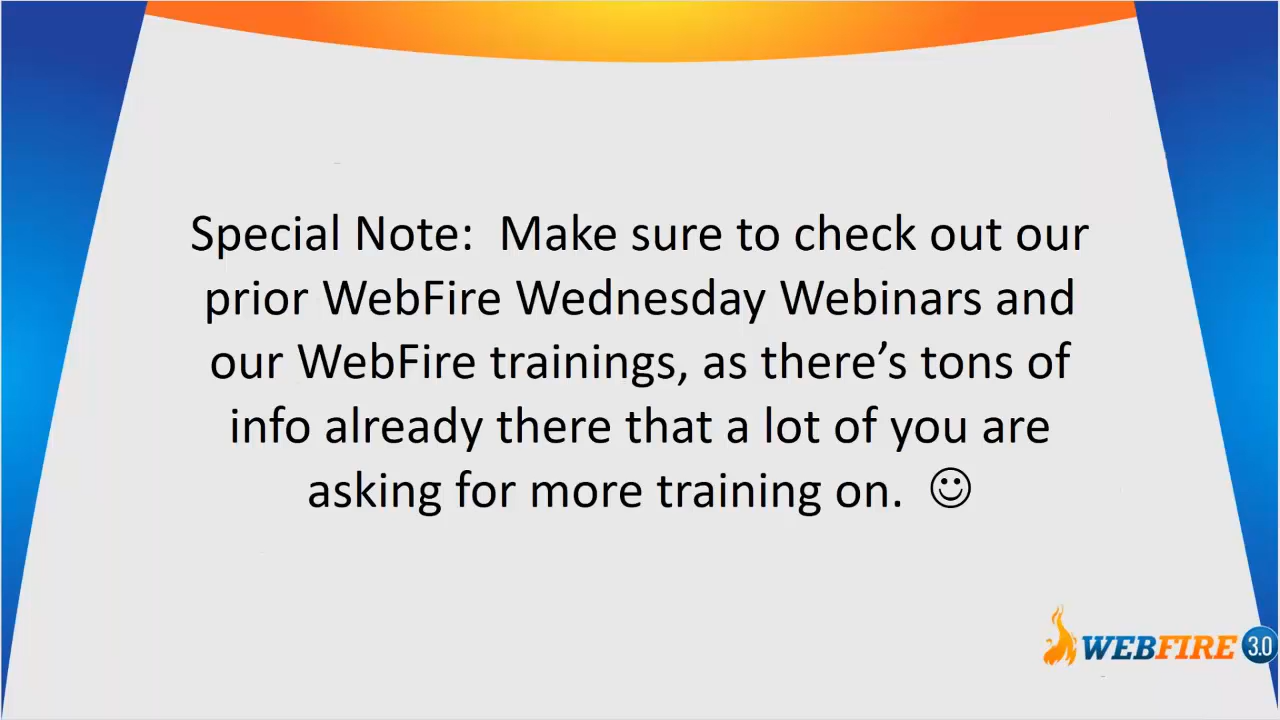 Special Note:  Make sure to check out our
prior WebFire Wednesday Webinars and
our WebFire trainings, as there’s tons of
info already there that a lot of you are
asking for more training on.  ☺
WEBFIRE 3.0